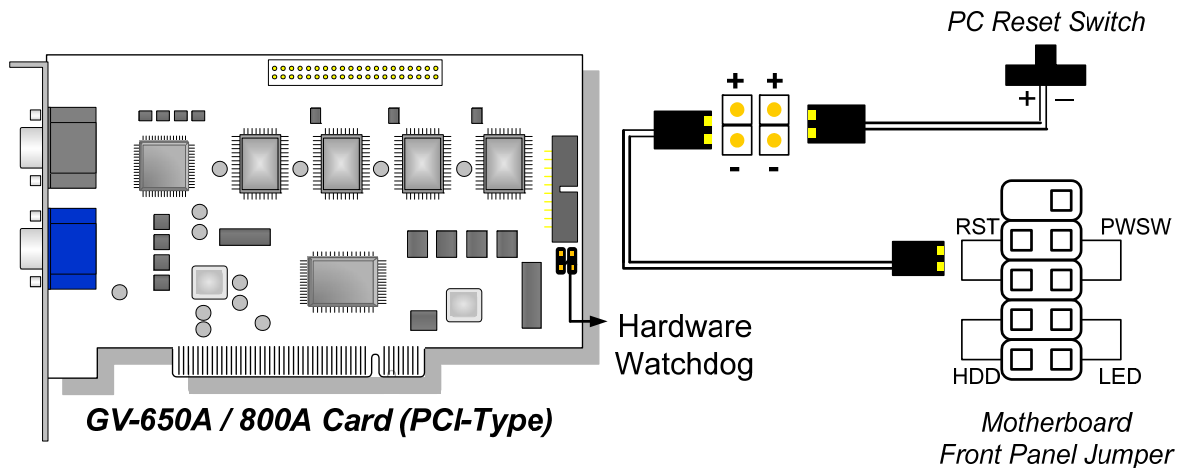 PC Reset Switch
+ +
+ –
- -
RST PWSW
Hardware
Watchdog
HDD LED
GV-650A / 800A Card (PCI-Type)
Motherboard
Front Panel Jumper